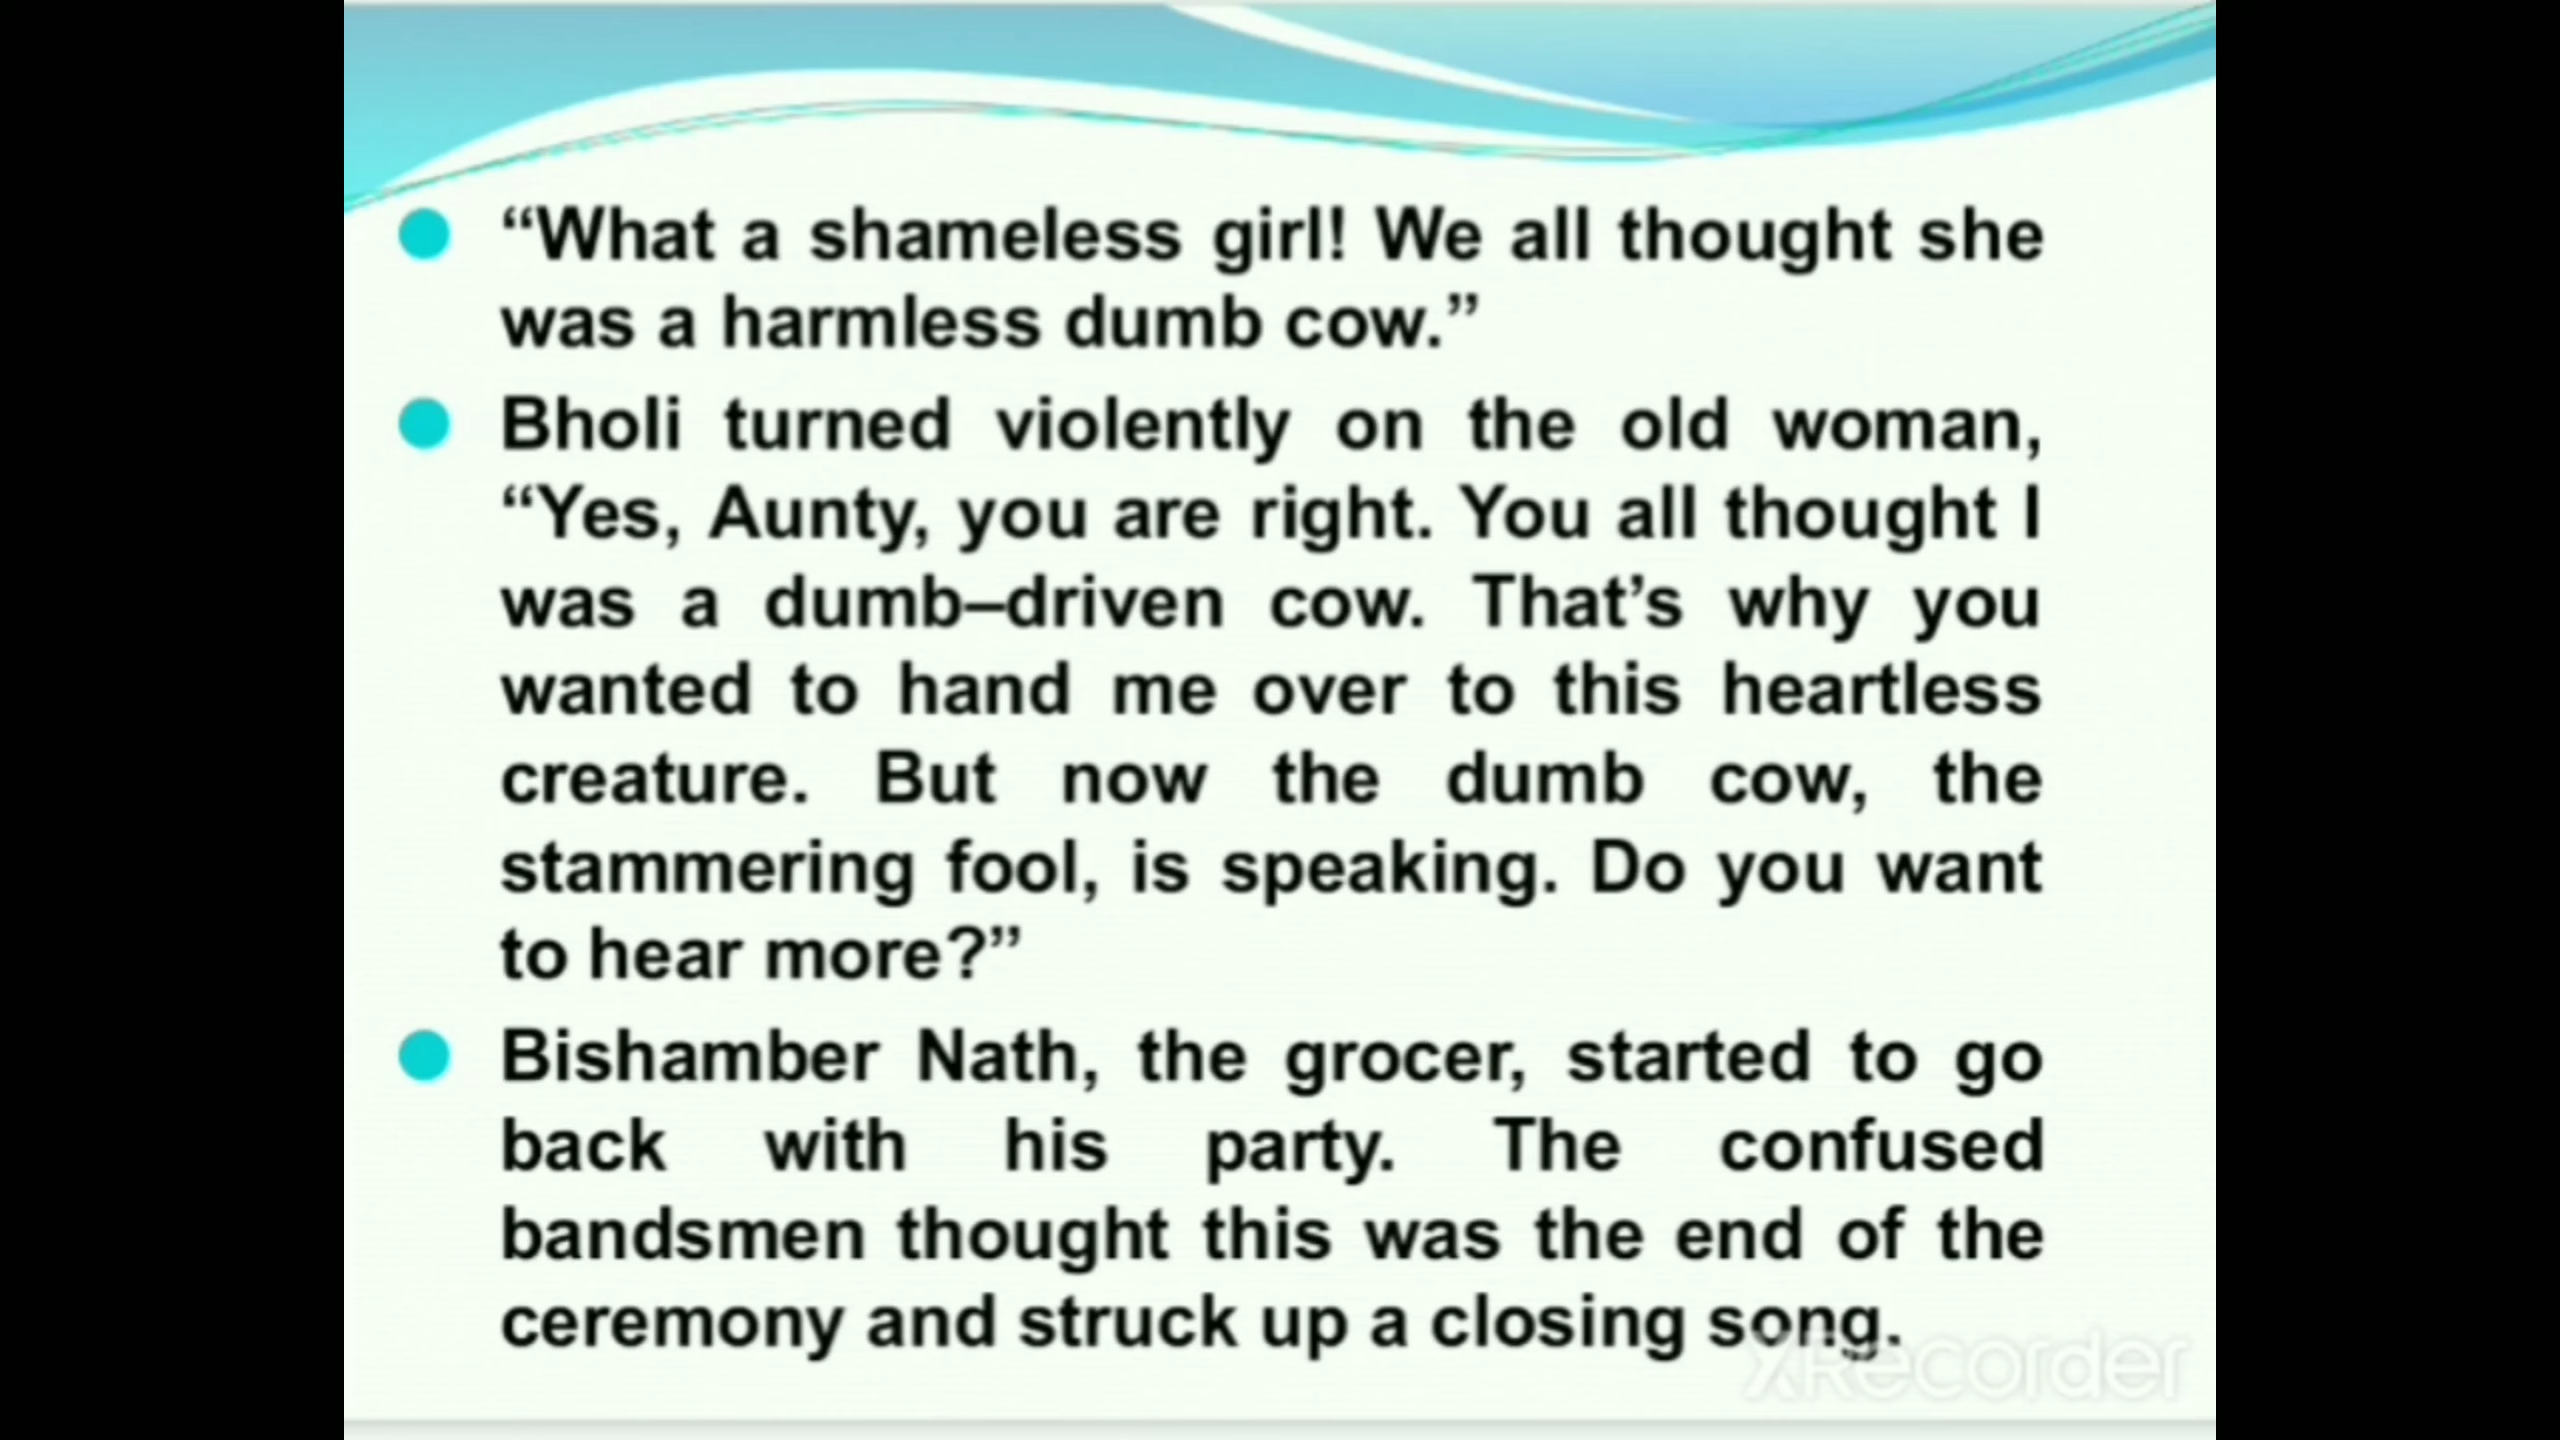 “What a shameless girl! We all thought she
was a harmless dumb cow.”
Bholi turned violently on the old woman,
“Yes, Aunty, you are right. You all thought I
was a dumb–driven cow. That’s why you
wanted to hand me over to this heartless
creature. But now the dumb cow, the
stammering fool, is speaking. Do you want
to hear more?”
Bishamber Nath, the grocer, started to go
back with his party. The confused
bandsmen thought this was the end of the
ceremony and struck up a closing song.
XRecorder